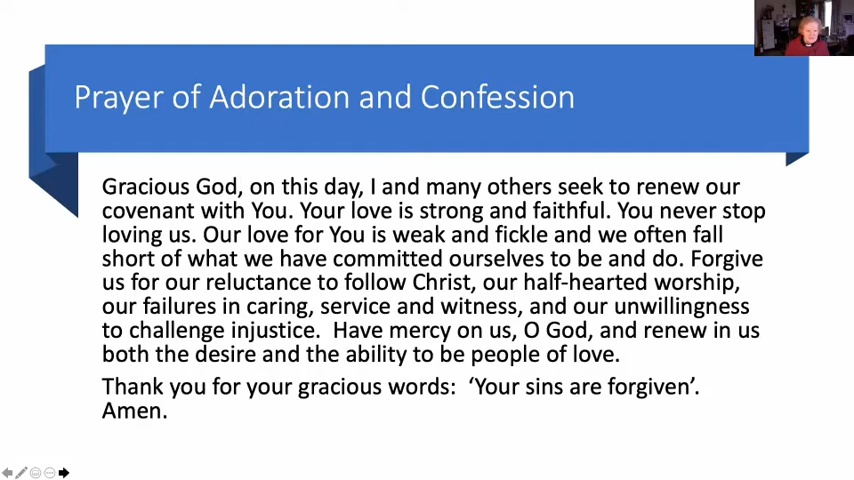 Prayer of Adoration and Confession
Gracious God, on this day, I and many others seek to renew our
covenant with You. Your love is strong and faithful. You never stop
loving us. Our love for You is weak and fickle and we often fall
short of what we have committed ourselves to be and do. Forgive
us for our reluctance to follow Christ, our half-hearted worship,
our failures in caring, service and witness, and our unwillingness
to challenge injustice.  Have mercy on us, O God, and renew in us
both the desire and the ability to be people of love.
Thank you for your gracious words:  ‘Your sins are forgiven’.
Amen.